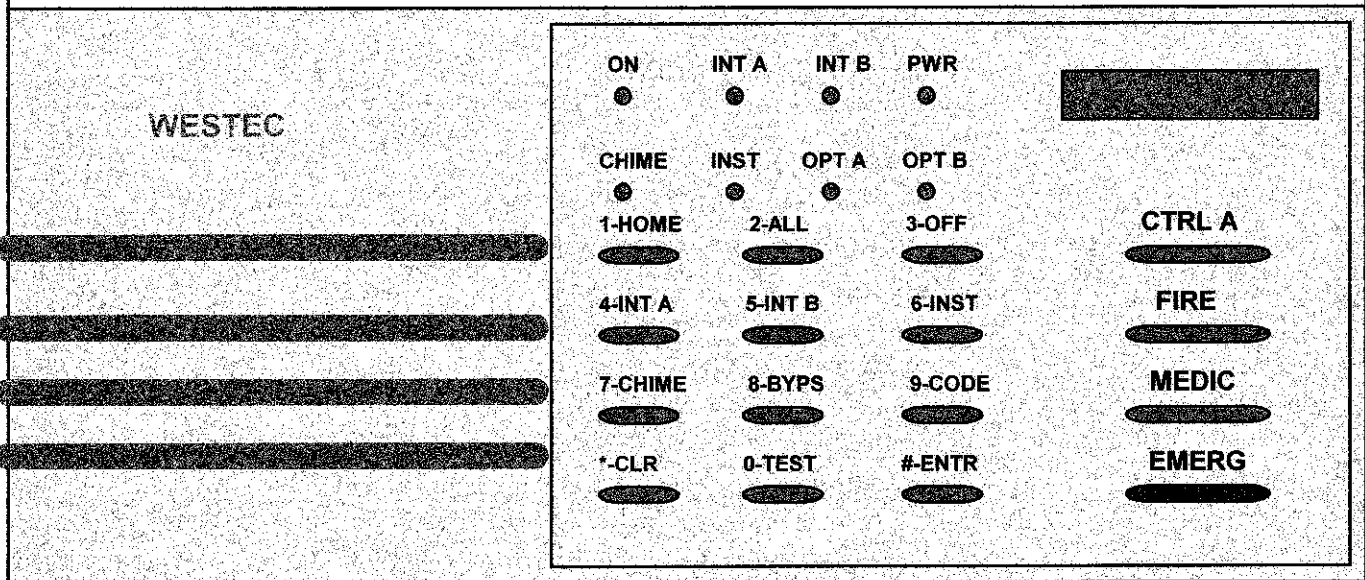 WESTEC
ON INT A INT B PWR
CHIME INST OPT A OPT B
1-HOME 2-ALL 3-OFF CTRL A
4-INT A 5-INT B 6-INST FIRE
7-CHIME 8-BYPS 9-CODE MEDIC
*-CLR 0-TEST #-ENTR EMERG